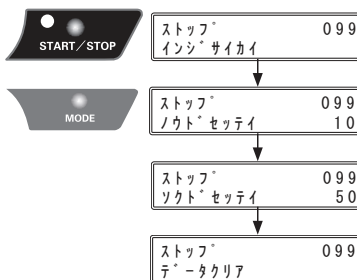 START/STOP
ストップ 099
インジサイカイ
MODE
ストップ 099
ノウドセッテイ 10
ストップ 099
ソクドセッテイ 50
ストップ 099
データクリア